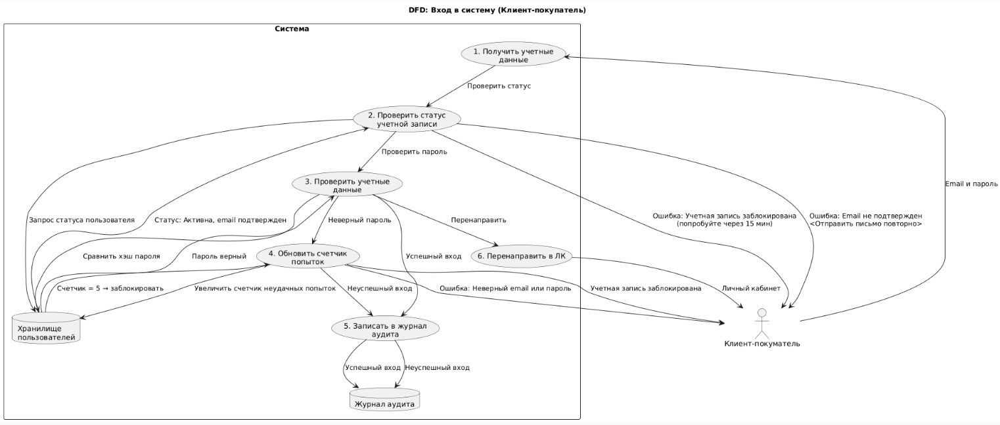 DFD: Вход в систему (Клиент-покупатель)
Система
1. Получить учетные
данные
Проверить статус
2. Проверить статус
учетной записи
Проверить пароль
3. Проверить учетные
данные
Email и пароль
Запрос статуса пользователя
Статус: Активна, email подтвержден
Неверный пароль
Перенаправить
Ошибка: Учетная запись заблокирована
(попробуйте через 15 мин)
Ошибка: Email не подтвержден
<Отправить письмо повторно>
Сравнить хэш пароля
Пароль верный
4. Обновить счетчик
попыток
Успешный вход
6. Перенаправить в ЛК
Счетчик = 5 → заблокировать
Увеличить счетчик неудачных попыток
Неуспешный вход
Ошибка: Неверный email или пароль
Учетная запись заблокирована
Личный кабинет
Хранилище
пользователей
5. Записать в журнал
аудита
Клиент-покуматель
Успешный вход
Неуспешный вход
Журнал аудита